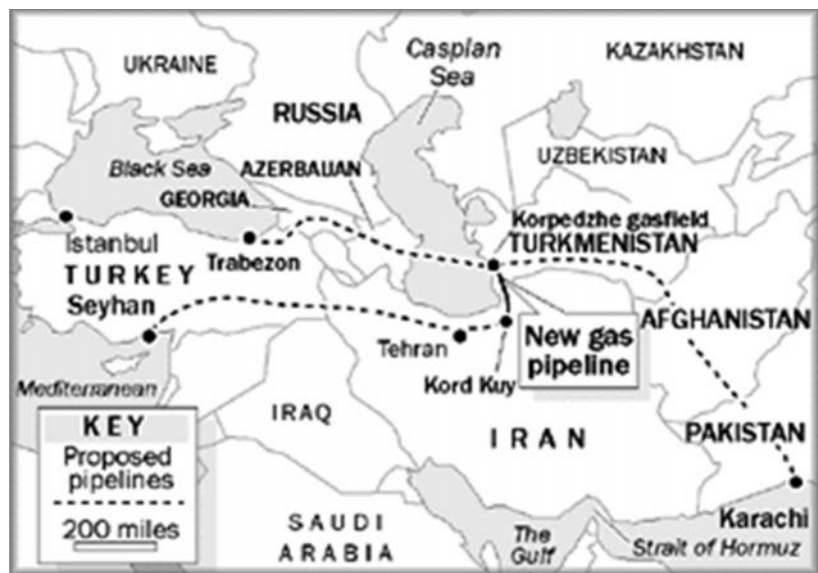 Caspian
Sea
KAZAKHSTAN
UKRAINE
RUSSIA
UZBEKISTAN
Black Sea
AZERBAIJAN
GEORGIA
Korpedzhe gasfield
TURKMENISTAN
Istanbul
Trabezon
TURKEY
Seyhan
AFGHANISTAN
New gas
pipeline
Tehran
Kord Kuy
Mediterranean
KEY
Proposed
pipelines
200 miles
IRAQ
IRAN
PAKISTAN
SAUDI
ARABIA
The
Gulf
Karachi
Strait of Hormuz